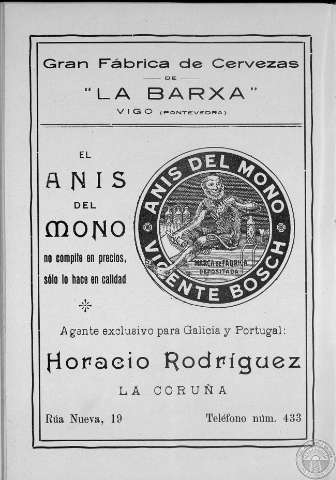 Gran Fábrica de Cervezas
DE
"LA BARXA"
VIGO (PONTEVEDRA)
EL
ANIS
DEL
MONO
no compite en precios,
sólo lo hace en calidad
ANIS DEL MONO
MARCA DE FÁBRICA
DEPOSITADA
VICENTE BOSCH
Agente exclusivo para Galicia y Portugal:
Horacio Rodríguez
LA CORUÑA
Rúa Nueva, 19 Teléfono núm. 433